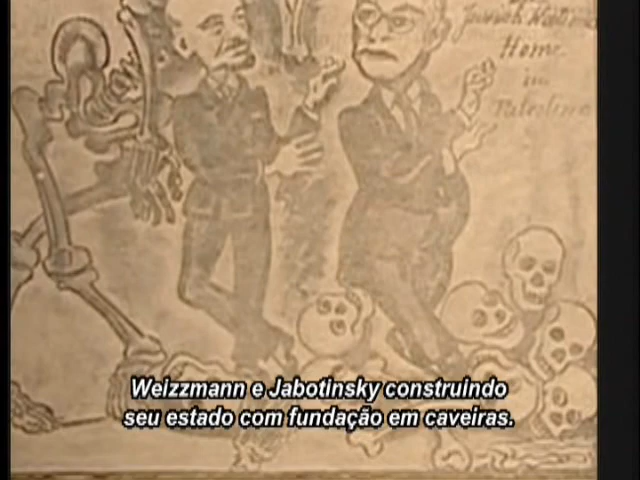 Jewish National
Home
in
Palestine
Weizzmann e Jabotinsky construindo
seu estado com fundação em caveiras.